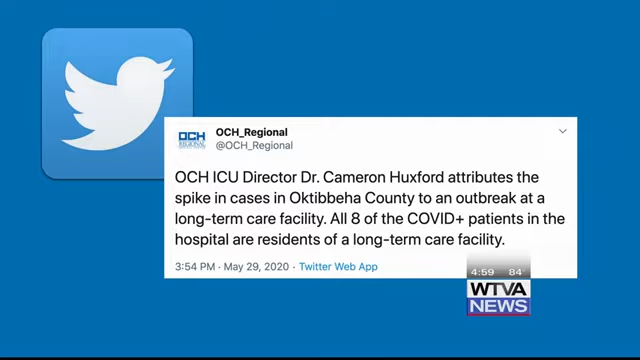 OCH
REGIONAL
OCH_Regional
@OCH_Regional
OCH ICU Director Dr. Cameron Huxford attributes the
spike in cases in Oktibbeha County to an outbreak at a
long-term care facility. All 8 of the COVID+ patients in the
hospital are residents of a long-term care facility.
3:54 PM · May 29, 2020 · Twitter Web App
4:59 84°
WTVA
NEWS